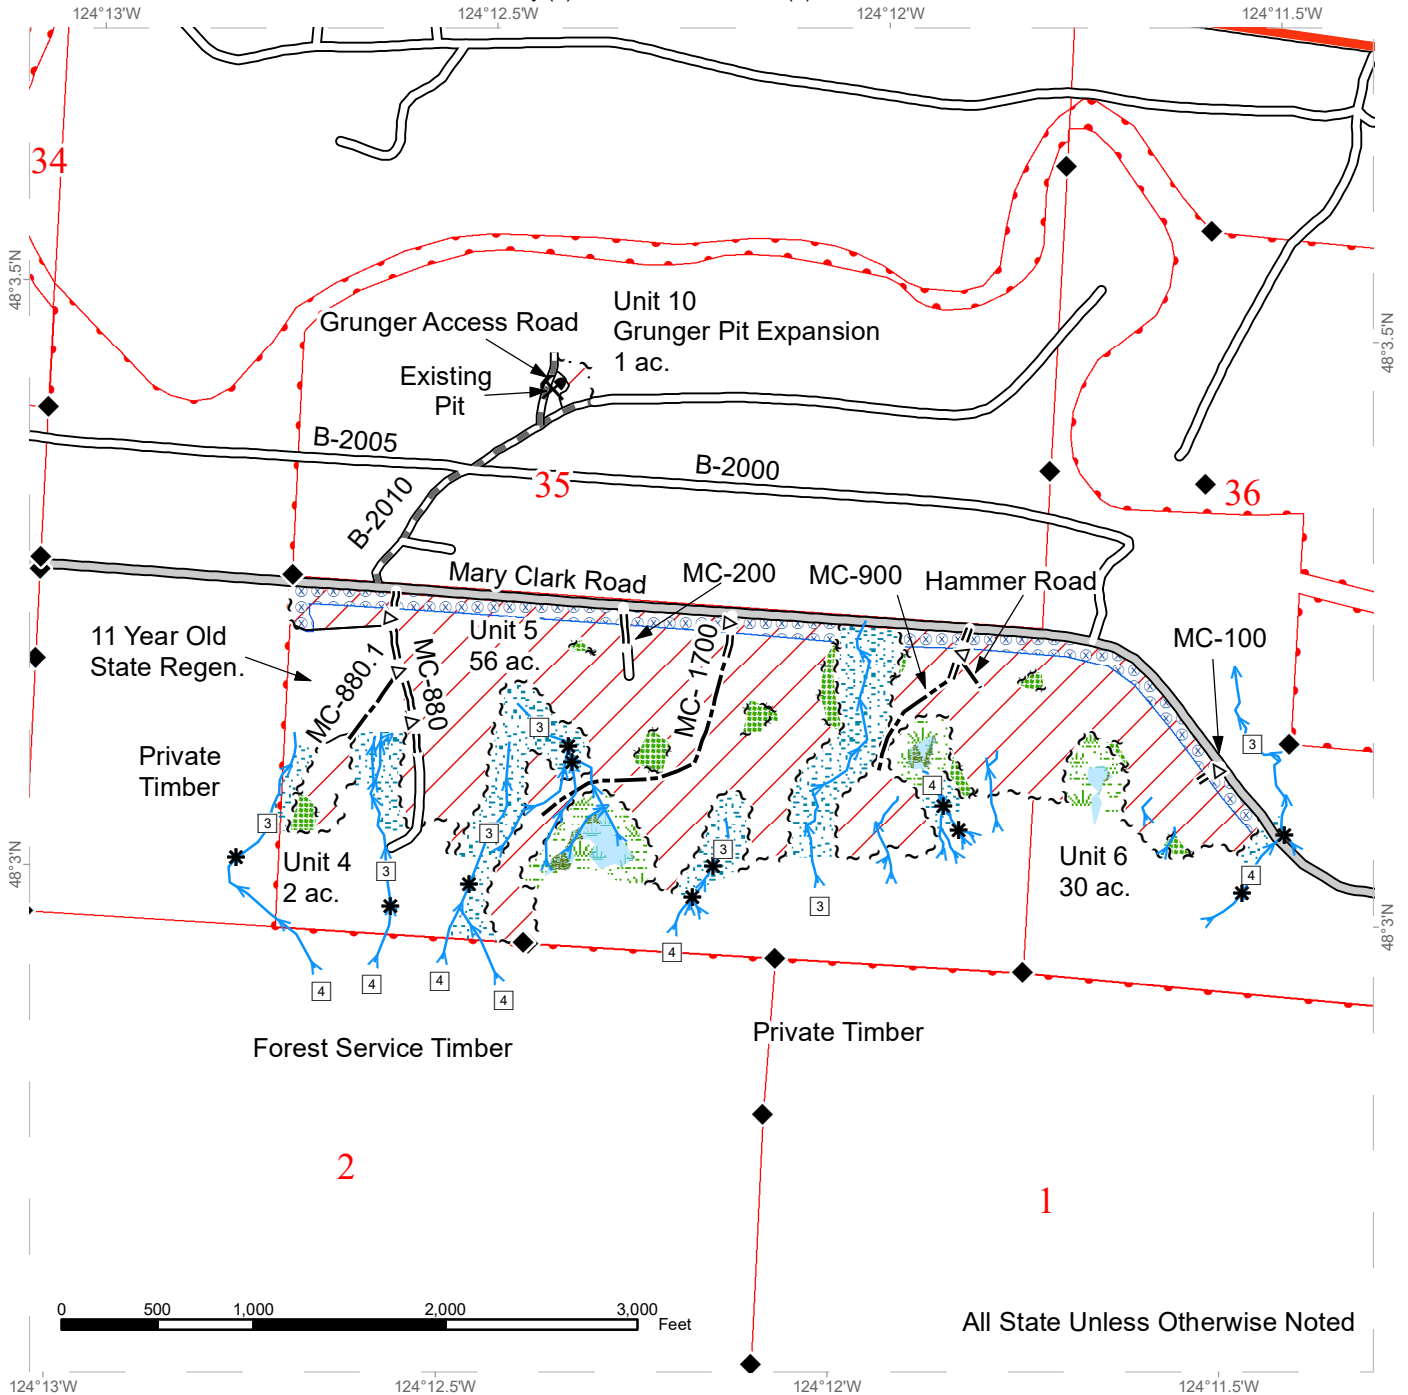 124°13'W
124°12.5'W
124°12'W
124°11.5'W
34
48°3.5'N
48°3.5'N
Unit 10
Grunger Pit Expansion
1 ac.
Grunger Access Road
Existing
Pit
B-2005
B-2000
35
36
B-2010
Mary Clark Road
MC-200
MC-900
Hammer Road
MC-100
11 Year Old
State Regen.
Unit 5
56 ac.
MC-880.1
MC-880
MC- 1700
Private
Timber
3
3
3
3
3
3
3
4
4
Unit 4
2 ac.
Unit 6
30 ac.
48°3'N
48°3'N
4
4
4
4
4
Forest Service Timber
Private Timber
2
1
0
500
1,000
2,000
3,000
Feet
All State Unless Otherwise Noted
124°13'W
124°12.5'W
124°12'W
124°11.5'W